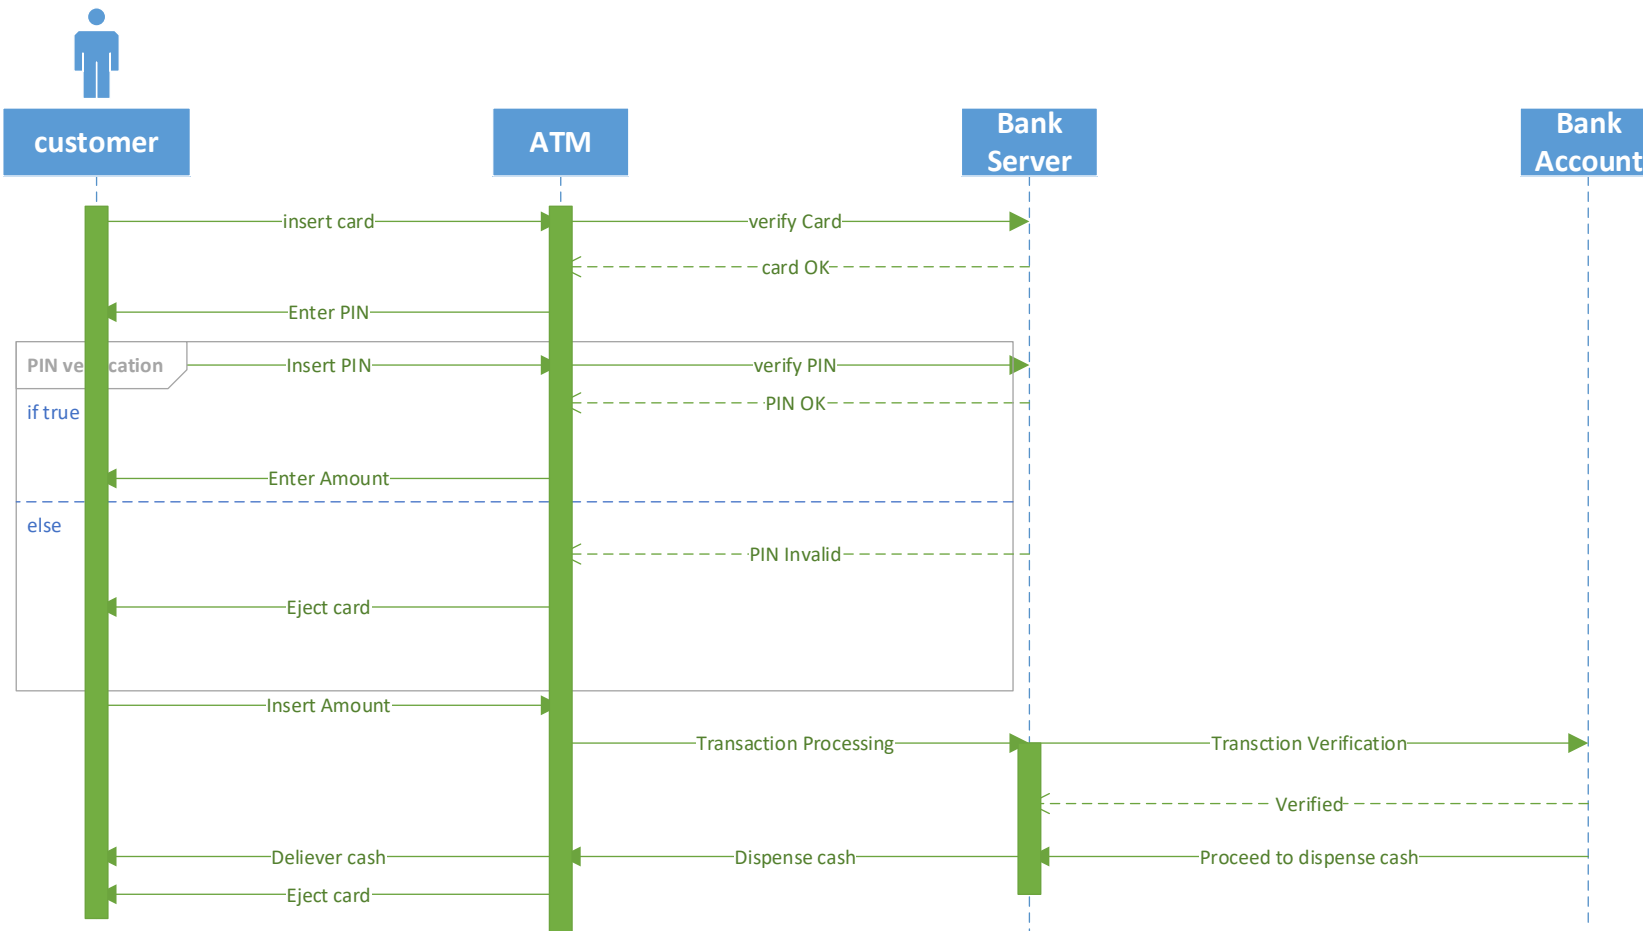 customer
ATM
Bank
Server
Bank
Account
insert card
verify Card
card OK
Enter PIN
PIN ve cation
Insert PIN
verify PIN
PIN OK
if true
Enter Amount
else
PIN Invalid
Eject card
Insert Amount
Transaction Processing
Transction Verification
Verified
Deliever cash
Dispense cash
Proceed to dispense cash
Eject card